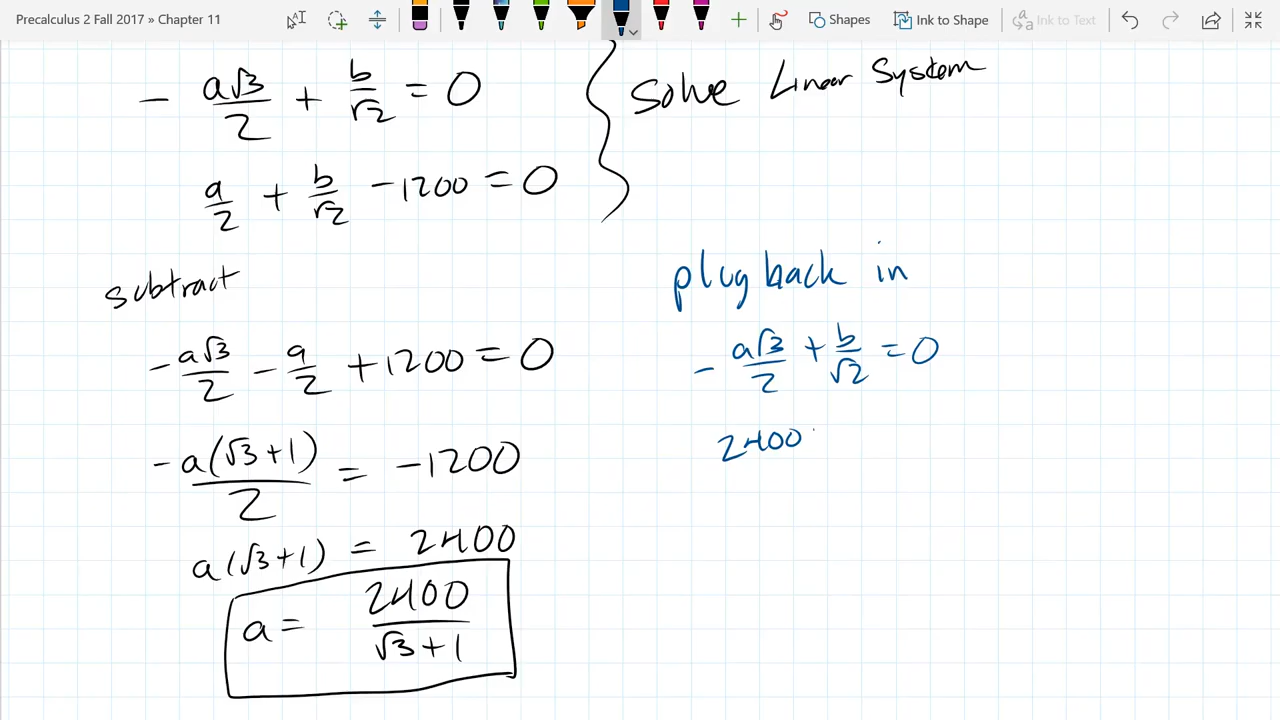 Precalculus 2 Fall 2017 » Chapter 11
Shapes
Ink to Shape
Ink to Text
- a√3/2 + b/√2 = 0
a/2 + b/√2 - 1200 = 0
Solve Linear System
subtract
- a√3/2 - a/2 + 1200 = 0
- a(√3+1)/2 = -1200
a(√3+1) = 2400
a = 2400/√3+1
plug back in
- a√3/2 + b/√2 = 0
2400